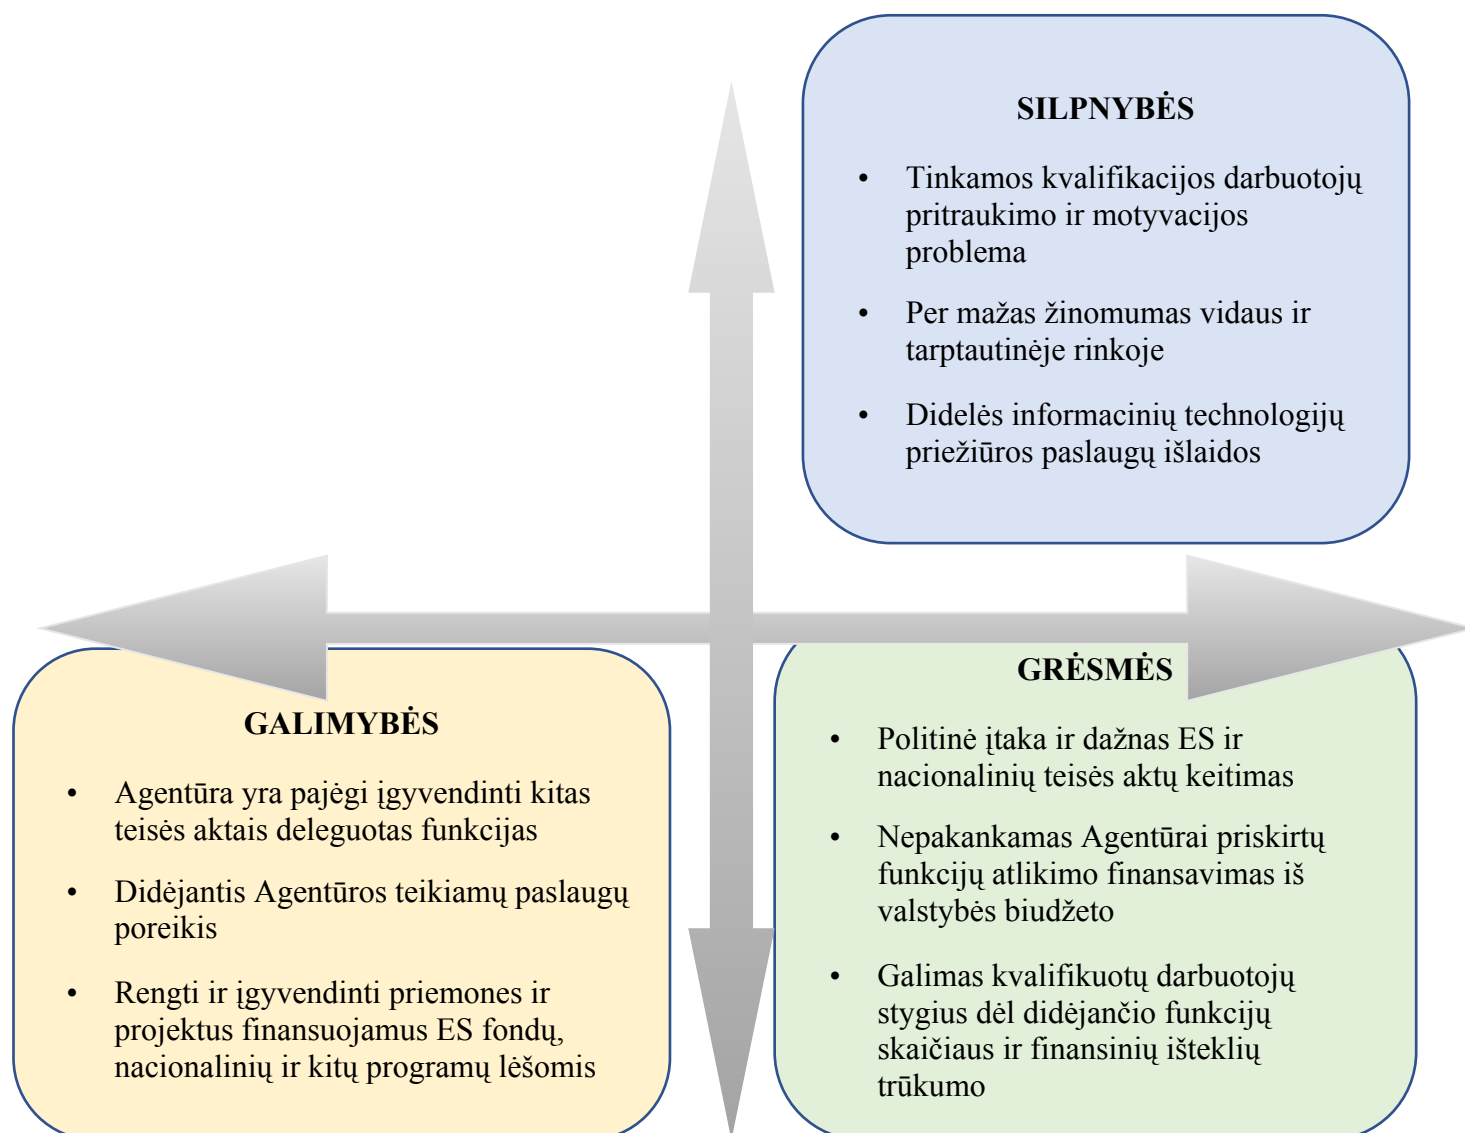 SILPNYBĖS
• Tinkamos kvalifikacijos darbuotojų
pritraukimo ir motyvacijos
problema
• Per mažas žinomumas vidaus ir
tarptautinėje rinkoje
• Didelės informacinių technologijų
priežiūros paslaugų išlaidos
GALIMYBĖS
• Agentūra yra pajėgi įgyvendinti kitas
teisės aktais deleguotas funkcijas
• Didėjantis Agentūros teikiamų paslaugų
poreikis
• Rengti ir įgyvendinti priemones ir
projektus finansuojamus ES fondų,
nacionalinių ir kitų programų lėšomis
GRĖSMĖS
• Politinė įtaka ir dažnas ES ir
nacionalinių teisės aktų keitimas
• Nepakankamas Agentūrai priskirtų
funkcijų atlikimo finansavimas iš
valstybės biudžeto
• Galimas kvalifikuotų darbuotojų
stygius dėl didėjančio funkcijų
skaičiaus ir finansinių išteklių
trūkumo